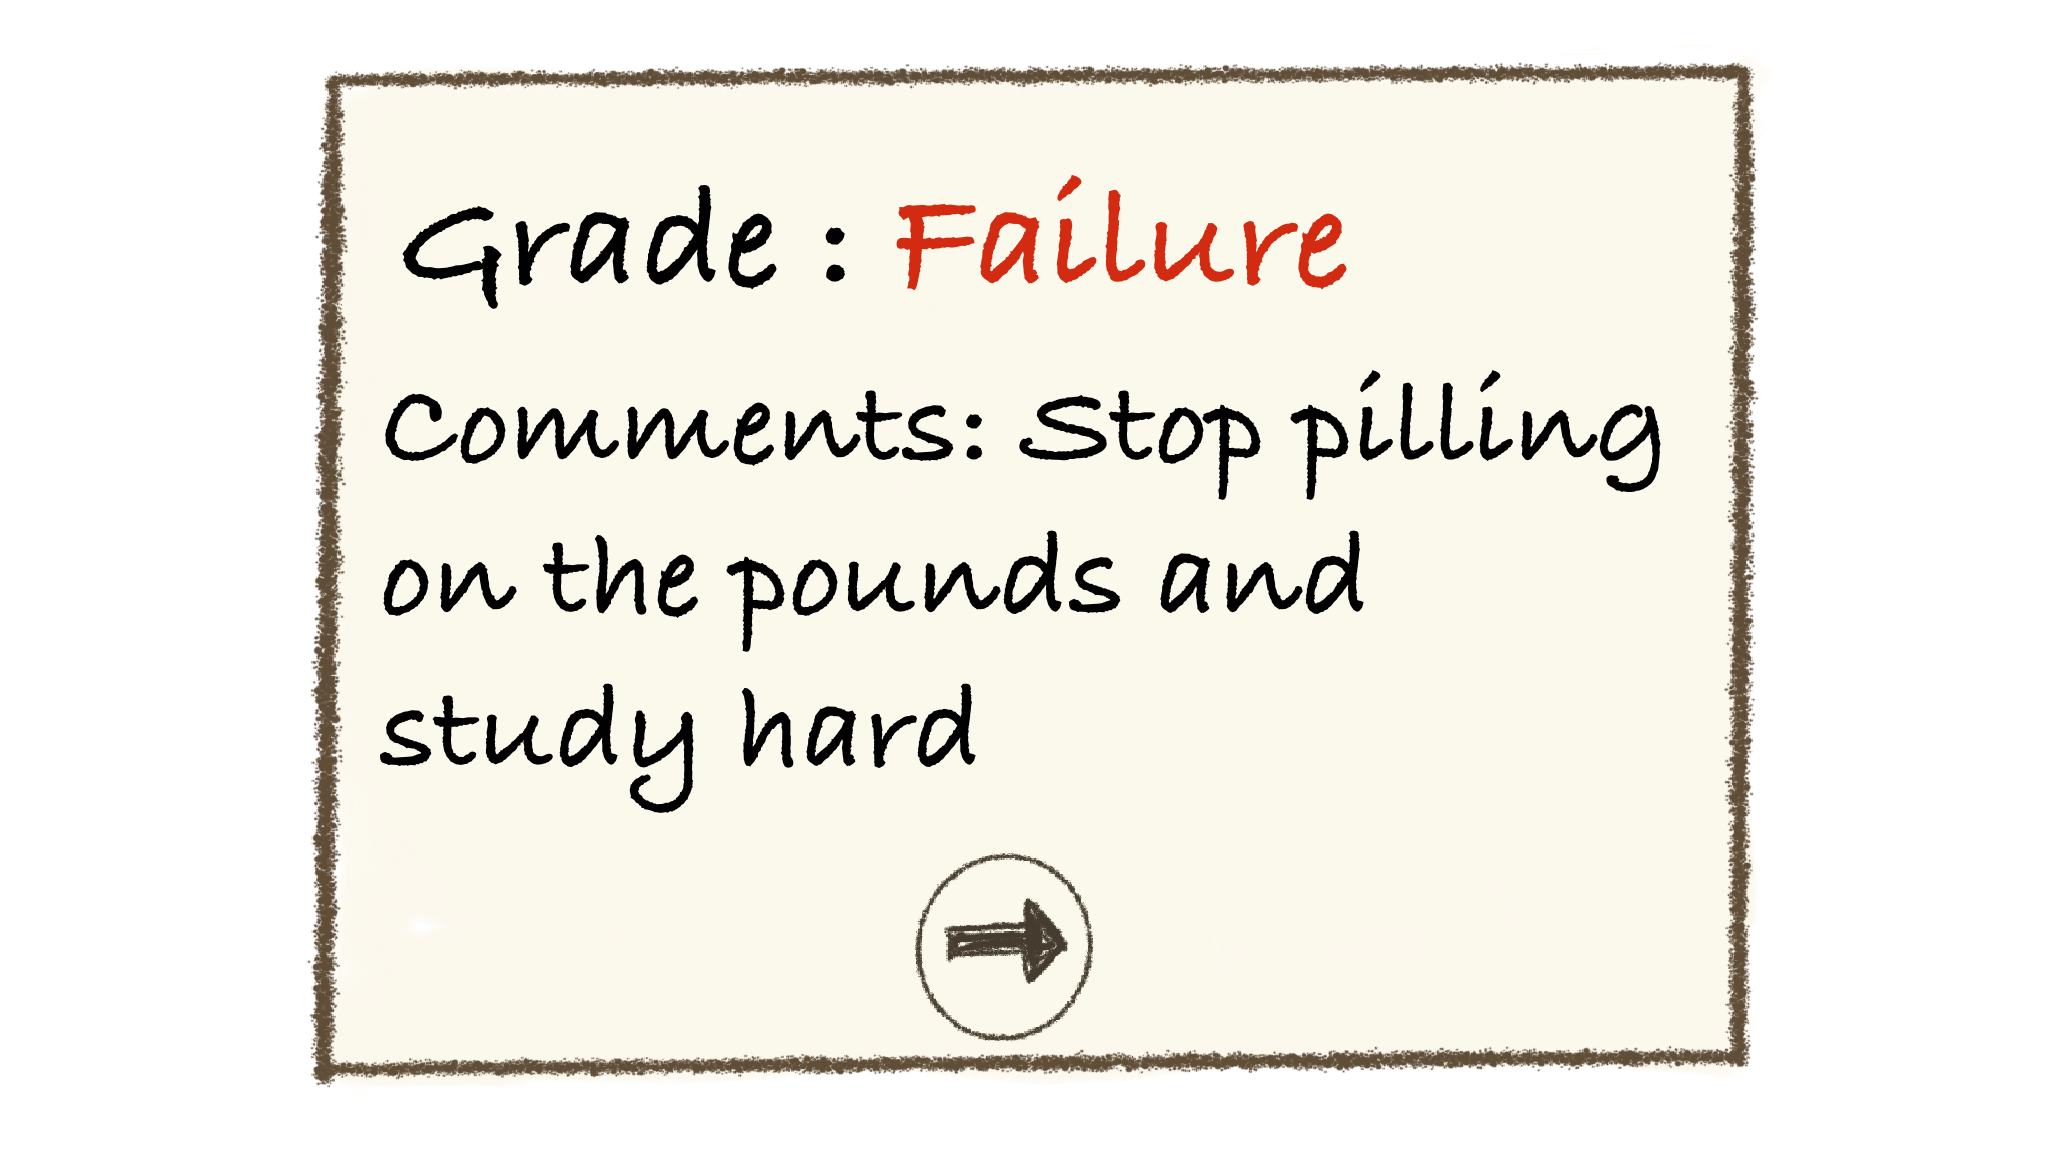 Grade : Failure
Comments: Stop pilling
on the pounds and
study hard